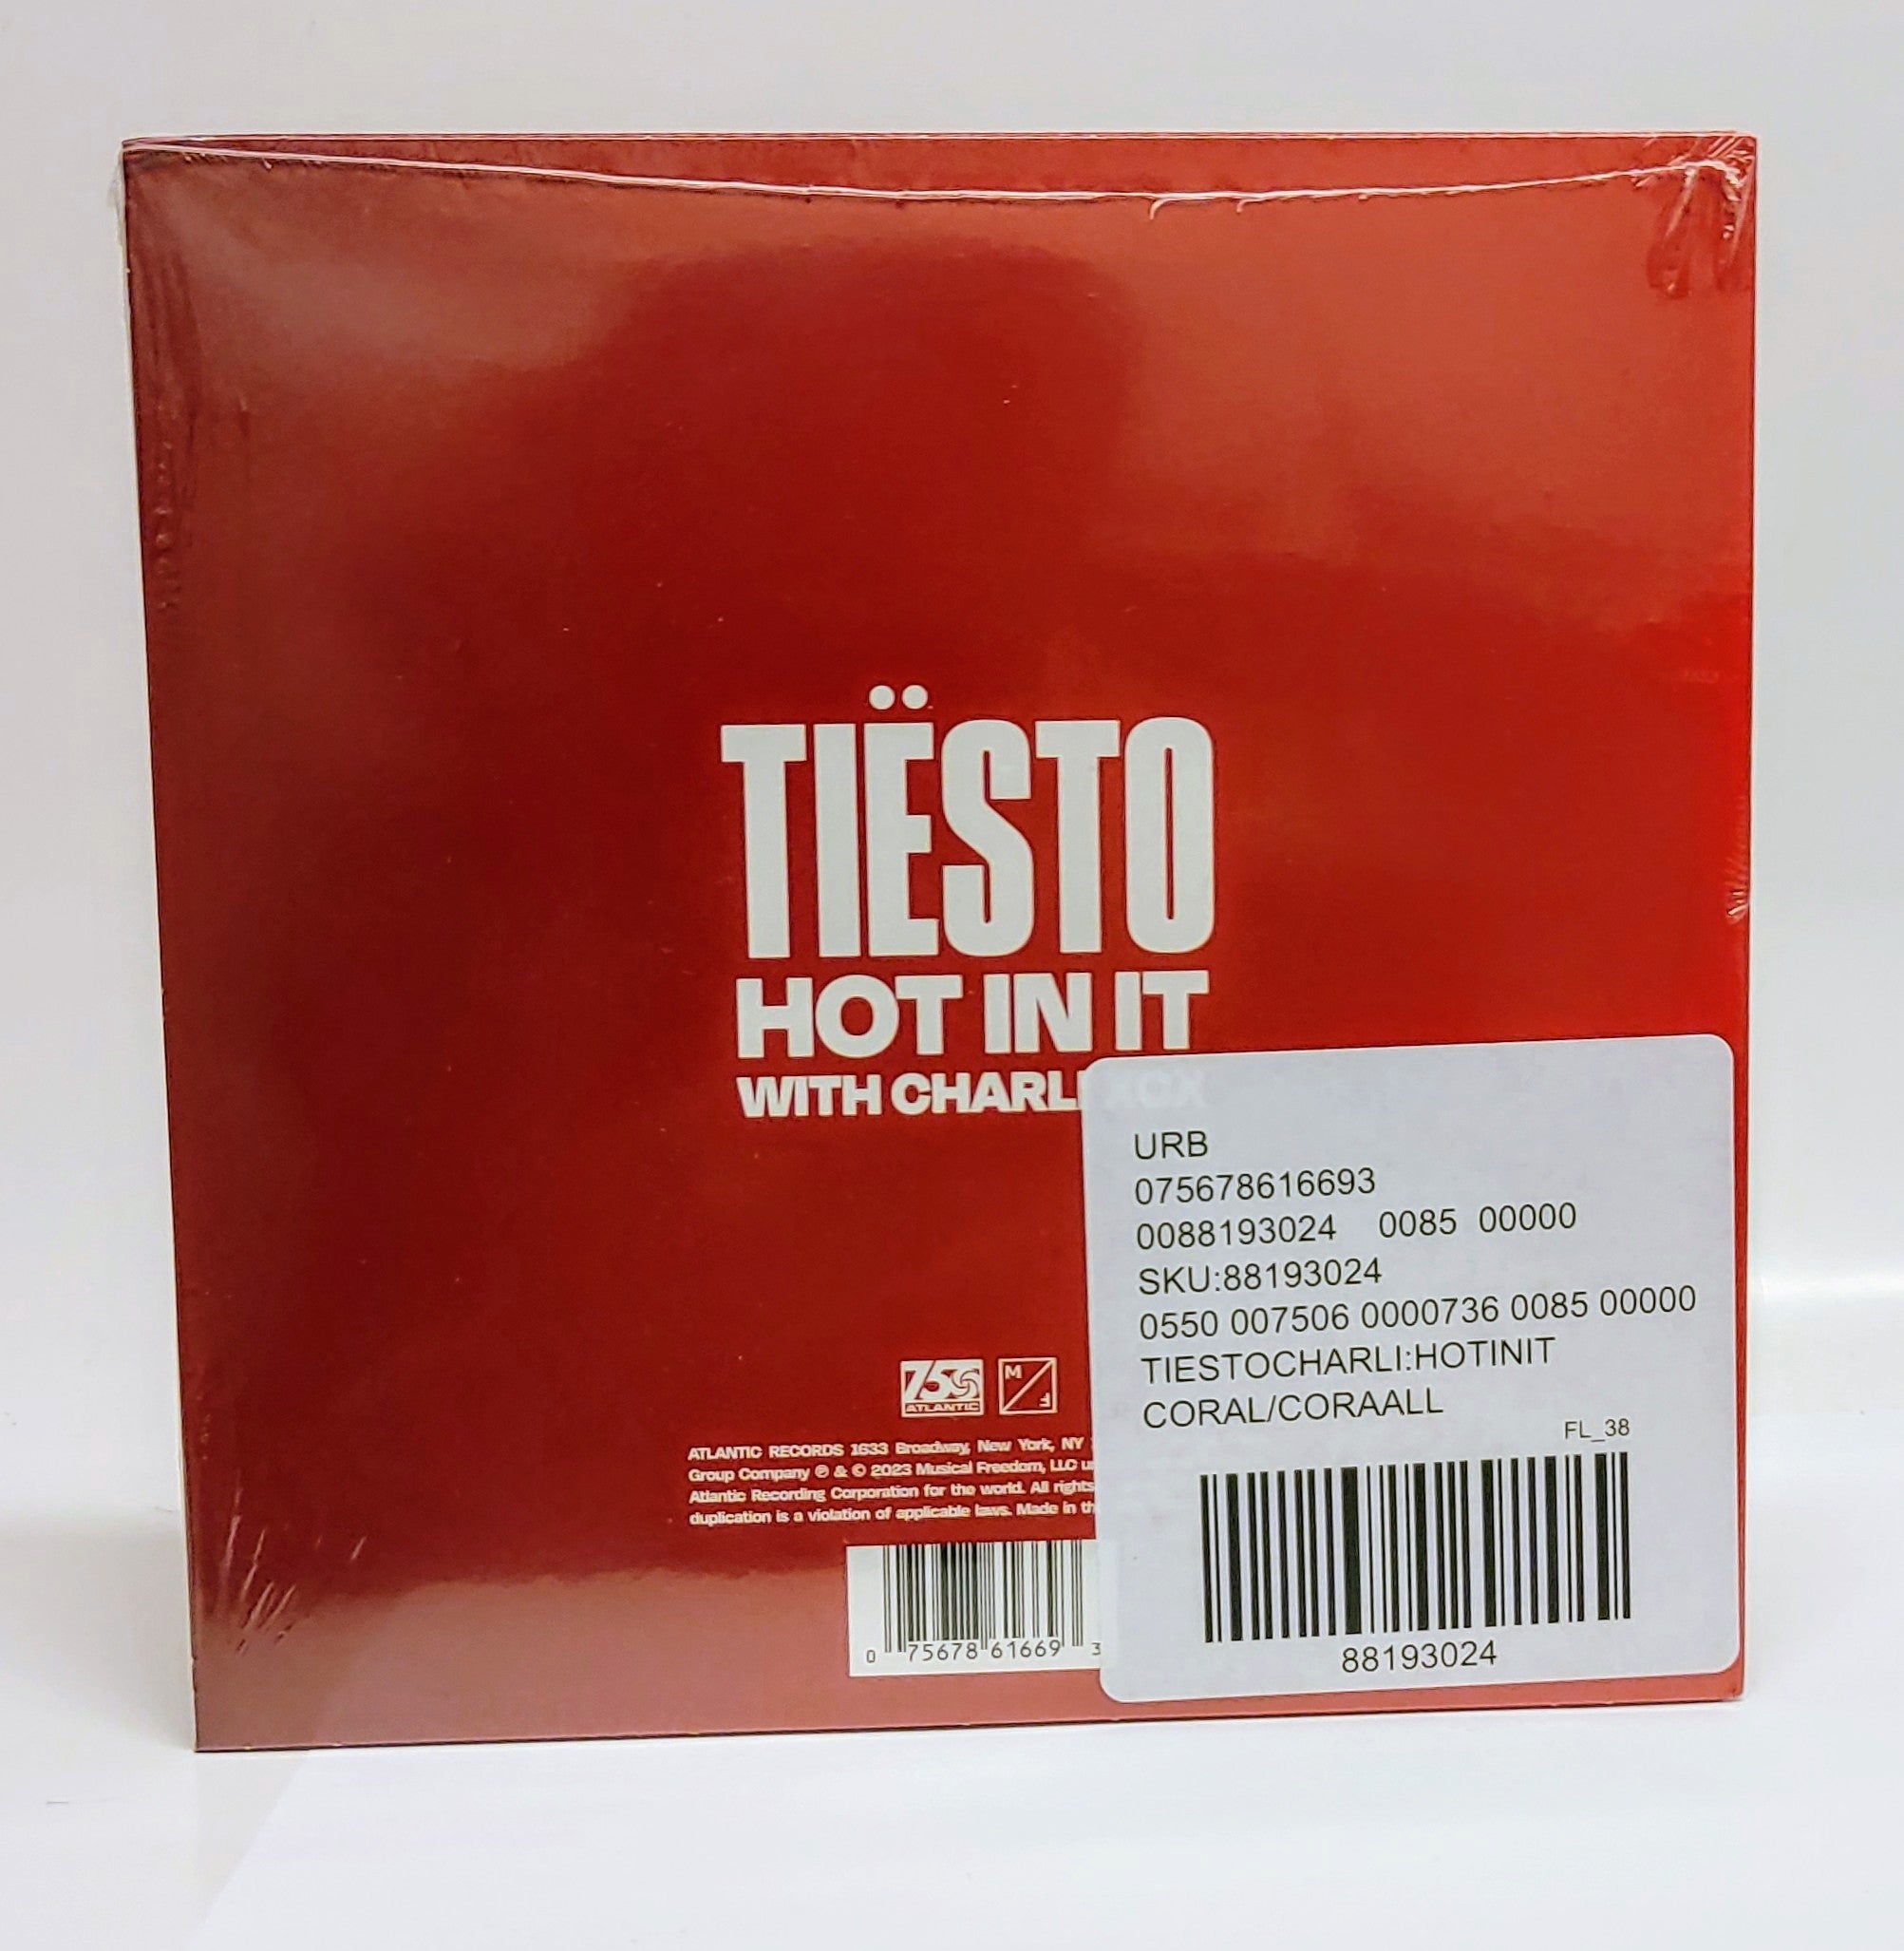 TIËSTO
HOT IN IT
WITH CHARLI XCX
URB
075678616693
0088193024 0085 00000
SKU:88193024
0550 007506 0000736 0085 00000
TIESTOCHARLI:HOTINIT
CORAL/CORAALL
FL_38
88193024
75
ATLANTIC
M
F
ATLANTIC RECORDS 1633 Broadway, New York, NY
Group Company ℗ & © 2023 Musical Freedom, LLC
Atlantic Recording Corporation for the world. All rights
duplication is a violation of applicable laws. Made in
0 75678 61669 3